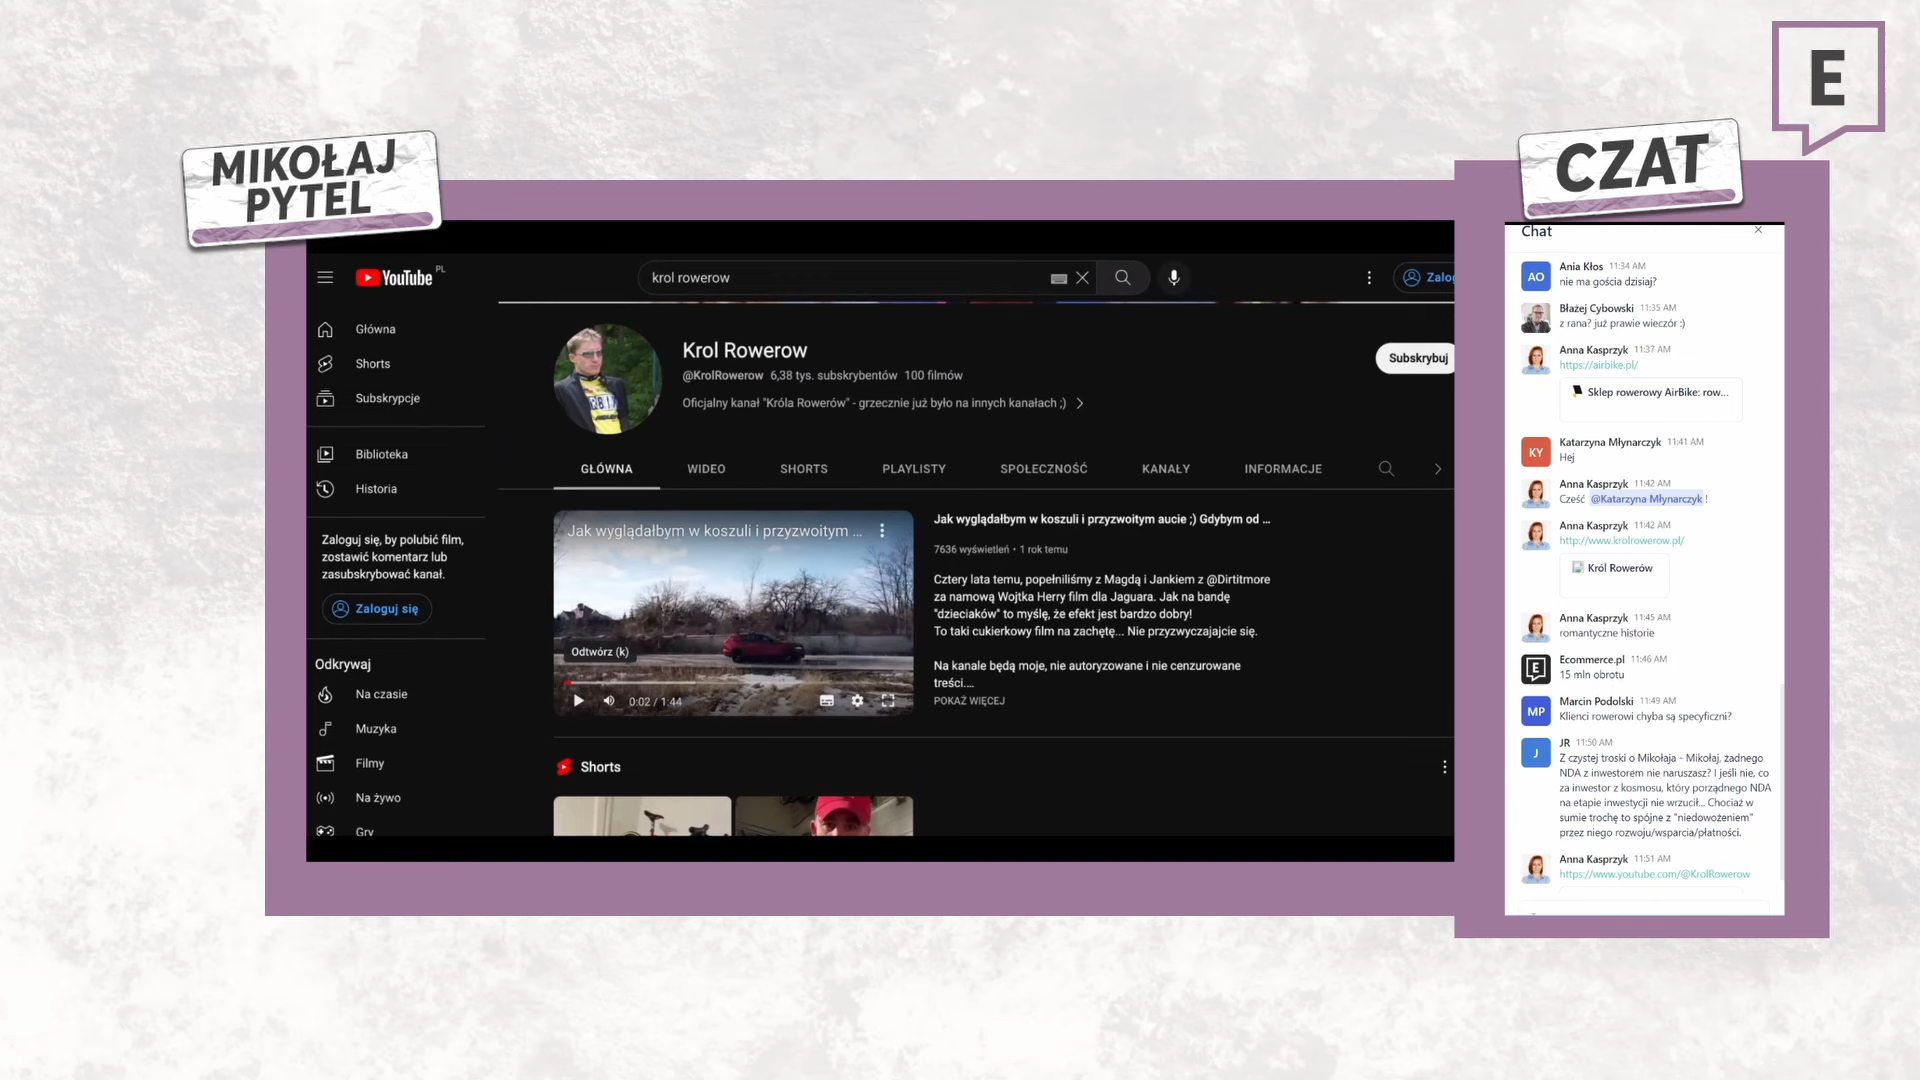 E
MIKOŁAJ
PYTEL
CZAT
YouTube PL
krol rowerow
Główna
Shorts
Subskrypcje
Biblioteka
Historia
Zaloguj się, by polubić film,
zostawić komentarz lub
zasubskrybować kanał.
Zaloguj się
Odkrywaj
Na czasie
Muzyka
Filmy
Na żywo
Gry
Krol Rowerow
@KrolRowerow 6,38 tys. subskrybentów 100 filmów
Oficjalny kanał "Króla Rowerów" - grzecznie już było na innych kanałach ;)
Subskrybuj
GŁÓWNA
WIDEO
SHORTS
PLAYLISTY
SPOŁECZNOŚĆ
KANAŁY
INFORMACJE
Jak wyglądałbym w koszuli i przyzwoitym ...
Odtwórz (k)
0:02 / 1:44
Jak wyglądałbym w koszuli i przyzwoitym aucie ;) Gdybym od ...
7636 wyświetleń • 1 rok temu
Cztery lata temu, popełniliśmy z Magdą i Jankiem z @Dirtitmore
za namową Wojtka Herry film dla Jaguara. Jak na bandę
"dzieciaków" to myślę, że efekt jest bardzo dobry!
To taki cukierkowy film na zachętę... Nie przyzwyczajajcie się.
Na kanale będą moje, nie autoryzowane i nie cenzurowane
treści....
POKAŻ WIĘCEJ
Shorts
Chat
AO
Ania Kłos 11:34 AM
nie ma gościa dzisiaj?
Błażej Cybowski 11:35 AM
z rana? już prawie wieczór :)
Anna Kasprzyk 11:37 AM
https://airbike.pl/
Sklep rowerowy AirBike: row...
KY
Katarzyna Młynarczyk 11:41 AM
Hej
Anna Kasprzyk 11:42 AM
Cześć @Katarzyna Młynarczyk !
Anna Kasprzyk 11:42 AM
http://www.krolrowerow.pl/
Król Rowerów
Anna Kasprzyk 11:45 AM
romantyczne historie
E
Ecommerce.pl 11:46 AM
15 mln obrotu
MP
Marcin Podolski 11:49 AM
Klienci rowerowi chyba są specyficzni?
J
JR 11:50 AM
Z czystej troski o Mikołaja - Mikołaj, żadnego
NDA z inwestorem nie naruszasz? I jeśli nie, co
za inwestor z kosmosu, który porządnego NDA
na etapie inwestycji nie wrzucił... Chociaż w
sumie trochę to spójne z "niedowożeniem"
przez niego rozwoju/wsparcia/płatności.
Anna Kasprzyk 11:51 AM
https://www.youtube.com/@KrolRowerow